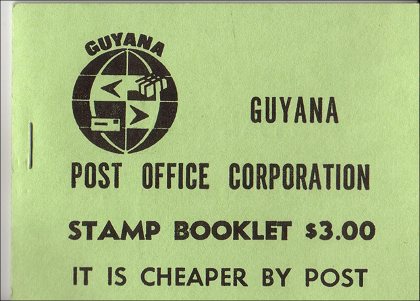 GUYANA
GUYANA
POST OFFICE CORPORATION
STAMP BOOKLET $3.00
IT IS CHEAPER BY POST